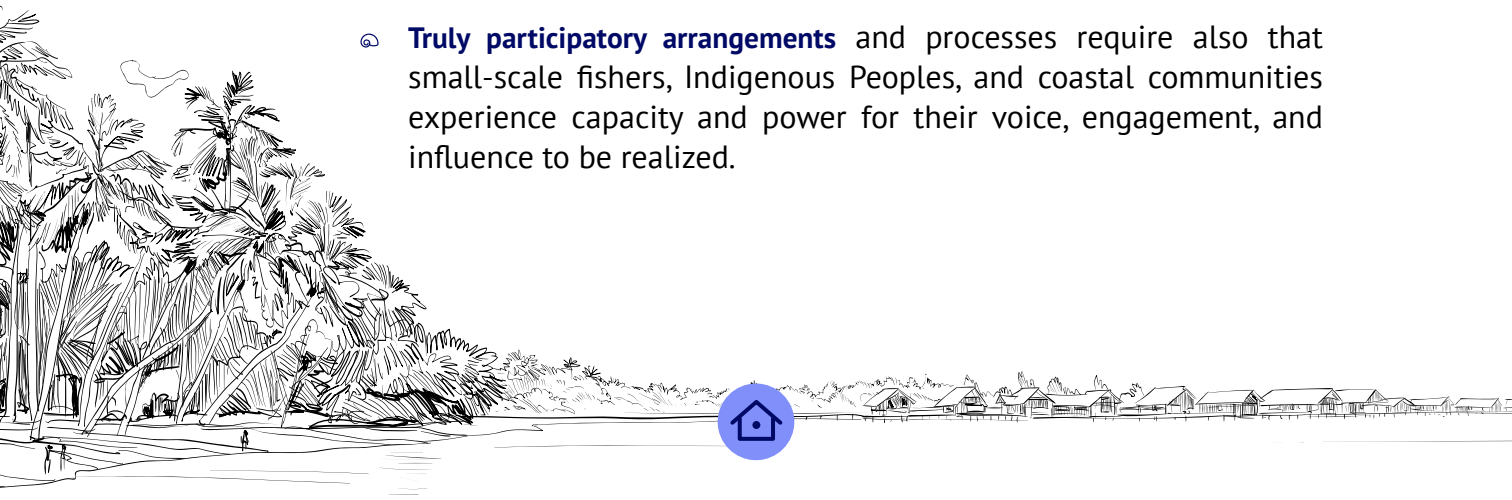 Truly participatory arrangements and processes require also that
small-scale fishers, Indigenous Peoples, and coastal communities
experience capacity and power for their voice, engagement, and
influence to be realized.